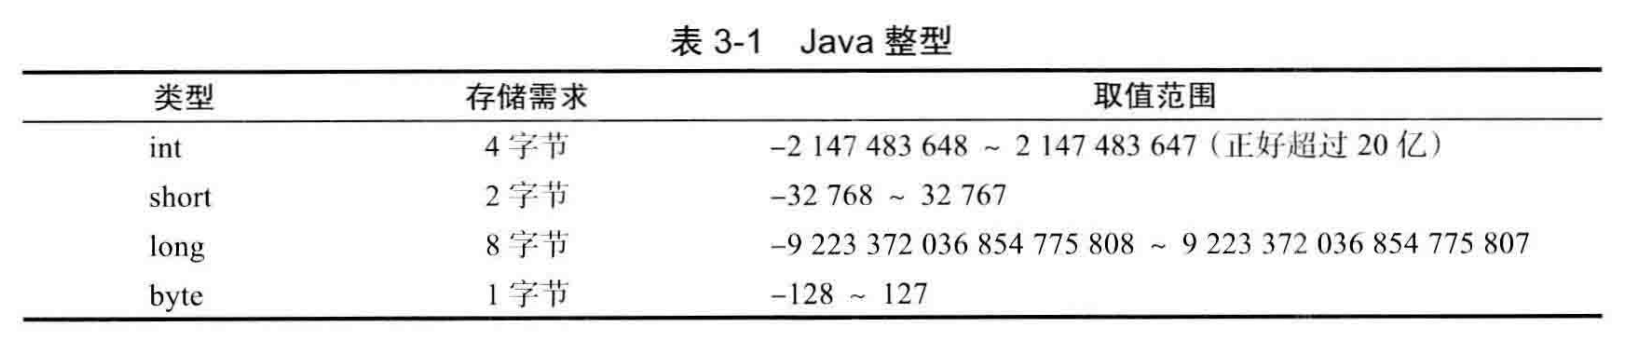 表 3-1 Java 整型
类型 存储需求 取值范围
int 4 字节 –2 147 483 648 ~ 2 147 483 647（正好超过 20 亿）
short 2 字节 –32 768 ~ 32 767
long 8 字节 –9 223 372 036 854 775 808 ~ 9 223 372 036 854 775 807
byte 1 字节 –128 ~ 127